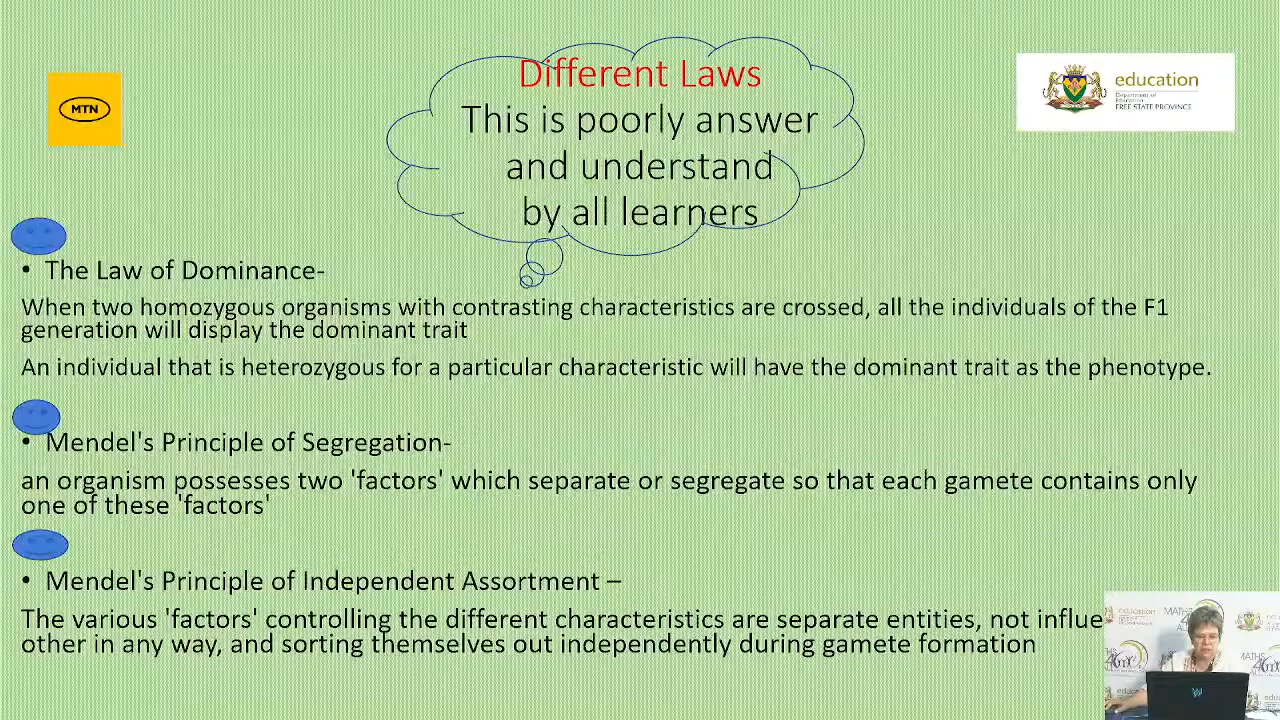 Different Laws
This is poorly answer
and understand
by all learners
MTN
education
Department of
Education
FREE STATE PROVINCE
• The Law of Dominance-
When two homozygous organisms with contrasting characteristics are crossed, all the individuals of the F1
generation will display the dominant trait
An individual that is heterozygous for a particular characteristic will have the dominant trait as the phenotype.
• Mendel's Principle of Segregation-
an organism possesses two 'factors' which separate or segregate so that each gamete contains only
one of these 'factors'
• Mendel's Principle of Independent Assortment –
The various 'factors' controlling the different characteristics are separate entities, not influe
other in any way, and sorting themselves out independently during gamete formation
education
MATHS